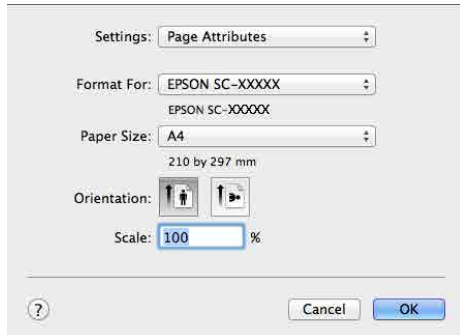 Settings: Page Attributes
Format For: EPSON SC-XXXXX
EPSON SC-XXXXX
Paper Size: A4
210 by 297 mm
Orientation:
Scale: 100 %
? Cancel OK